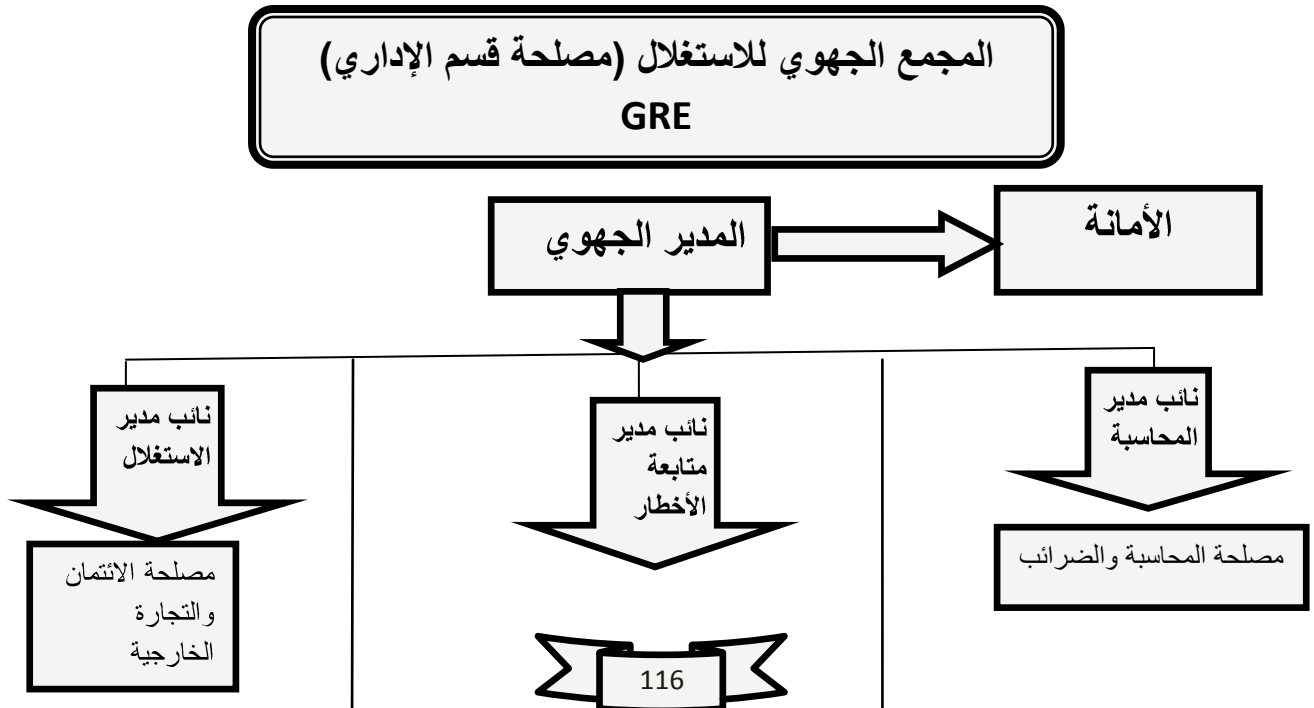 المجمع الجهوي للاستغلال (مصلحة قسم الإداري)
GRE
الأمانة
المدير الجهوي
نائب مدير
المحاسبة
نائب مدير
متابعة
الأخطار
نائب مدير
الاستغلال
مصلحة المحاسبة والضرائب
مصلحة الائتمان
والتجارة
الخارجية
116